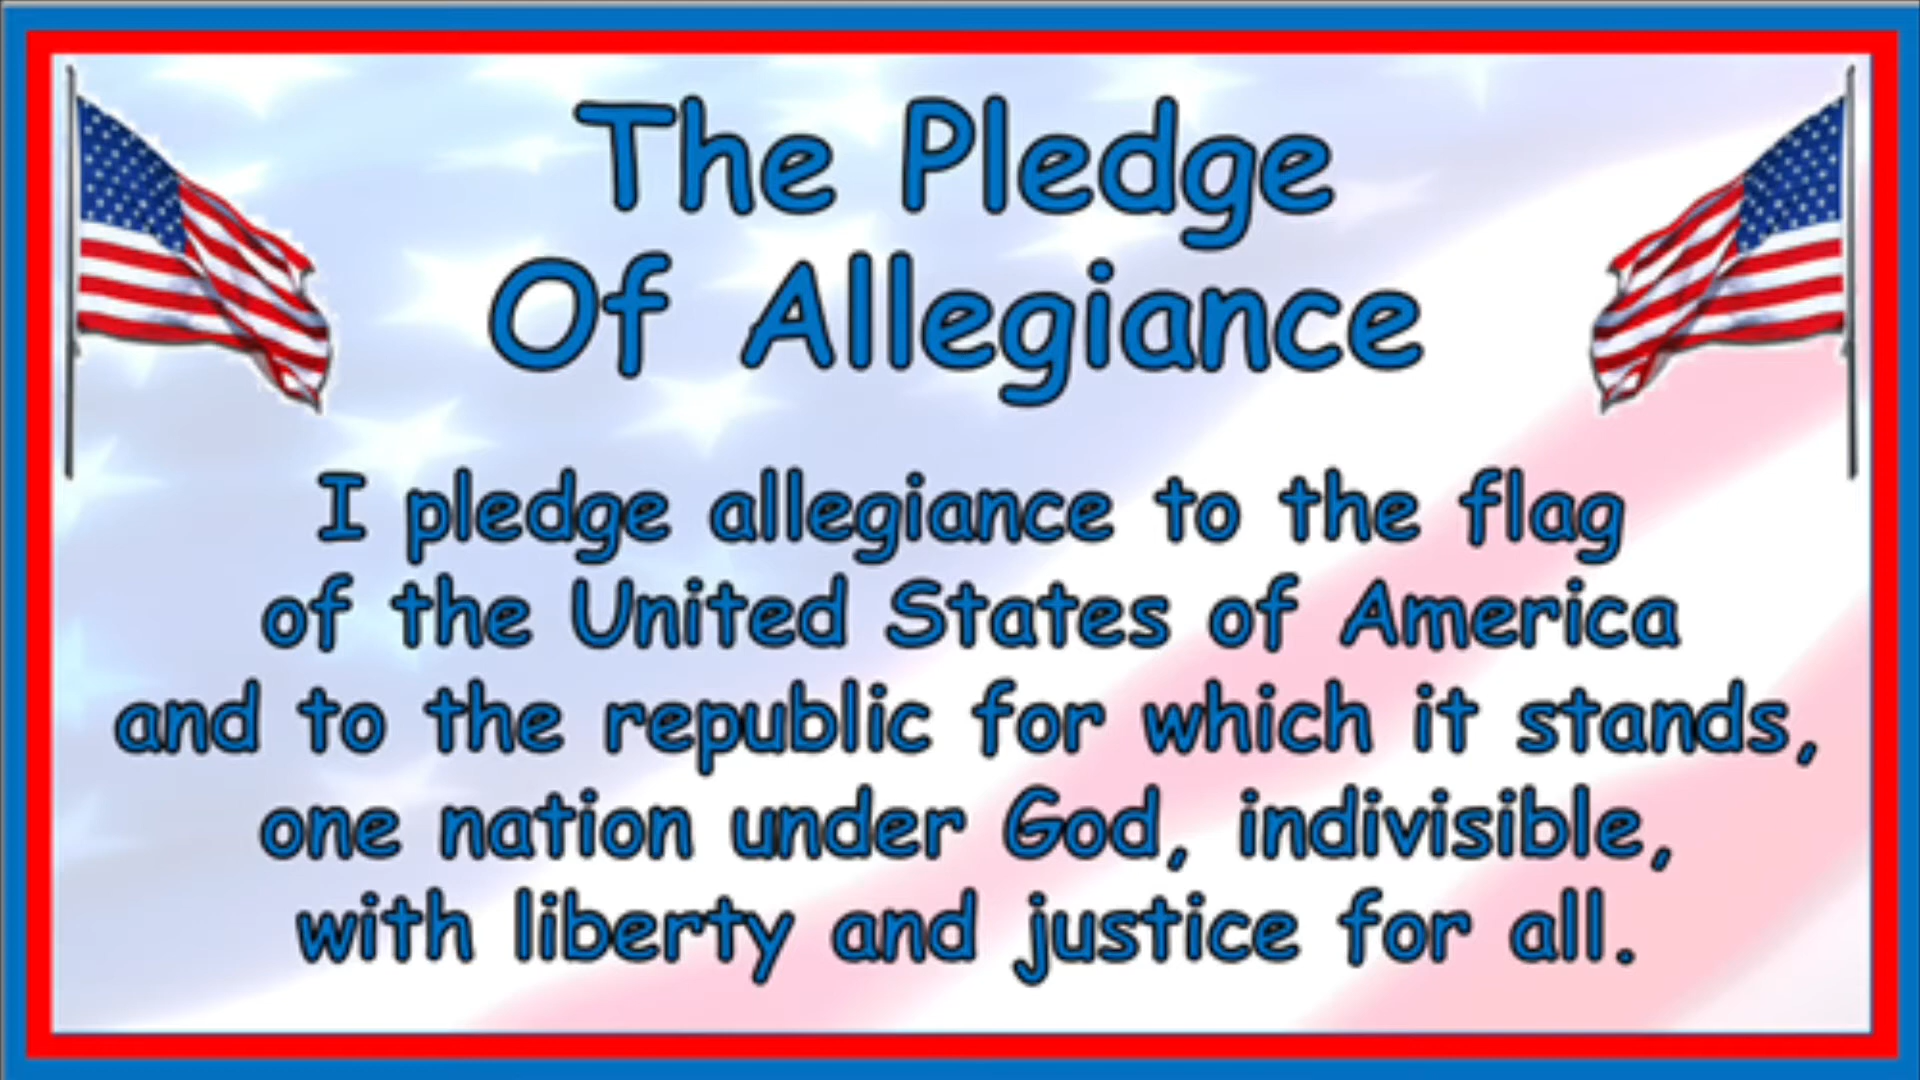 The Pledge
Of Allegiance
I pledge allegiance to the flag
of the United States of America
and to the republic for which it stands,
one nation under God, indivisible,
with liberty and justice for all.